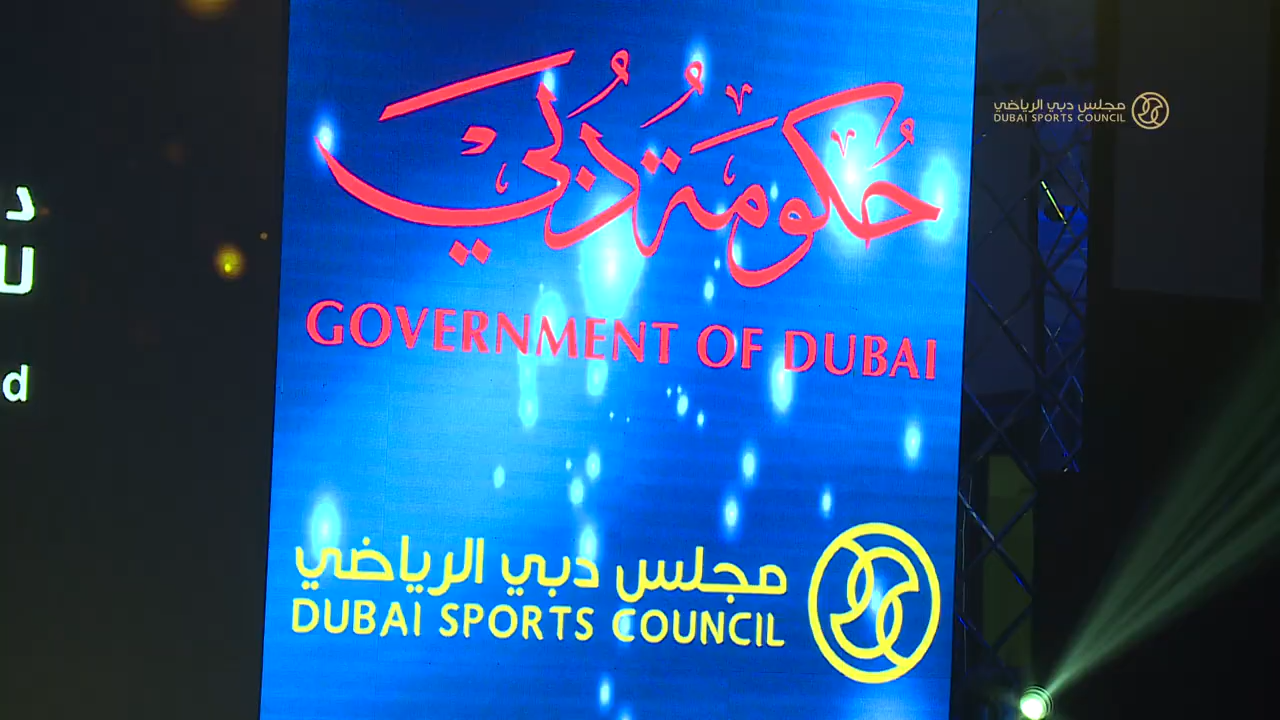 حكومة دبي
GOVERNMENT OF DUBAI
مجلس دبي الرياضي
DUBAI SPORTS COUNCIL
مجلس دبي الرياضي
DUBAI SPORTS COUNCIL
d